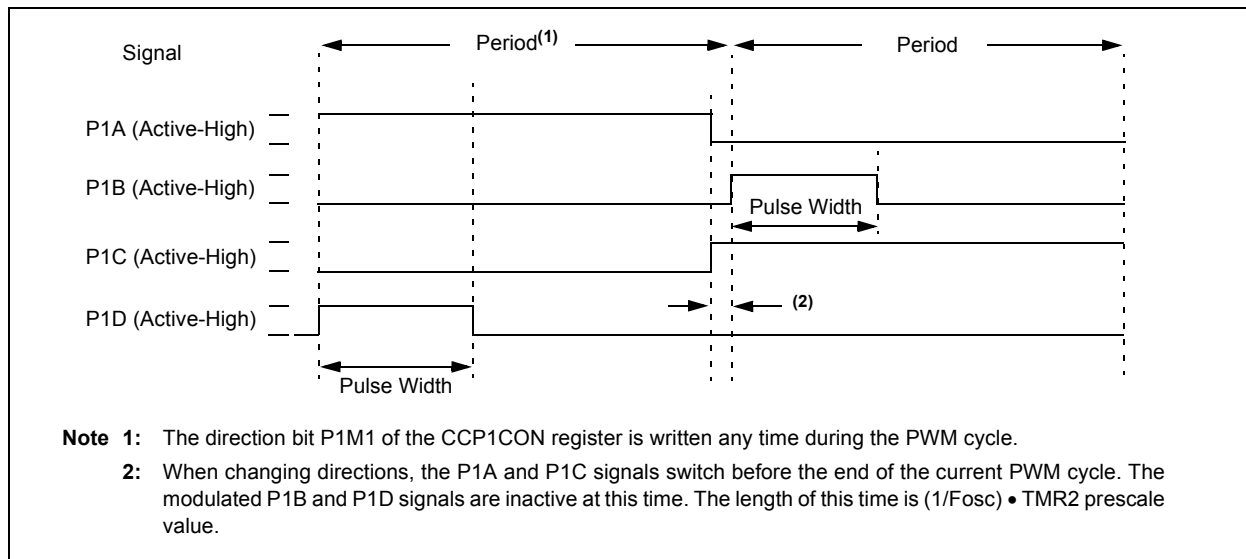 Signal
Period(1)
Period
P1A (Active-High)
P1B (Active-High)
Pulse Width
P1C (Active-High)
(2)
P1D (Active-High)
Pulse Width
Note 1: The direction bit P1M1 of the CCP1CON register is written any time during the PWM cycle.
2: When changing directions, the P1A and P1C signals switch before the end of the current PWM cycle. The
modulated P1B and P1D signals are inactive at this time. The length of this time is (1/Fosc) • TMR2 prescale
value.